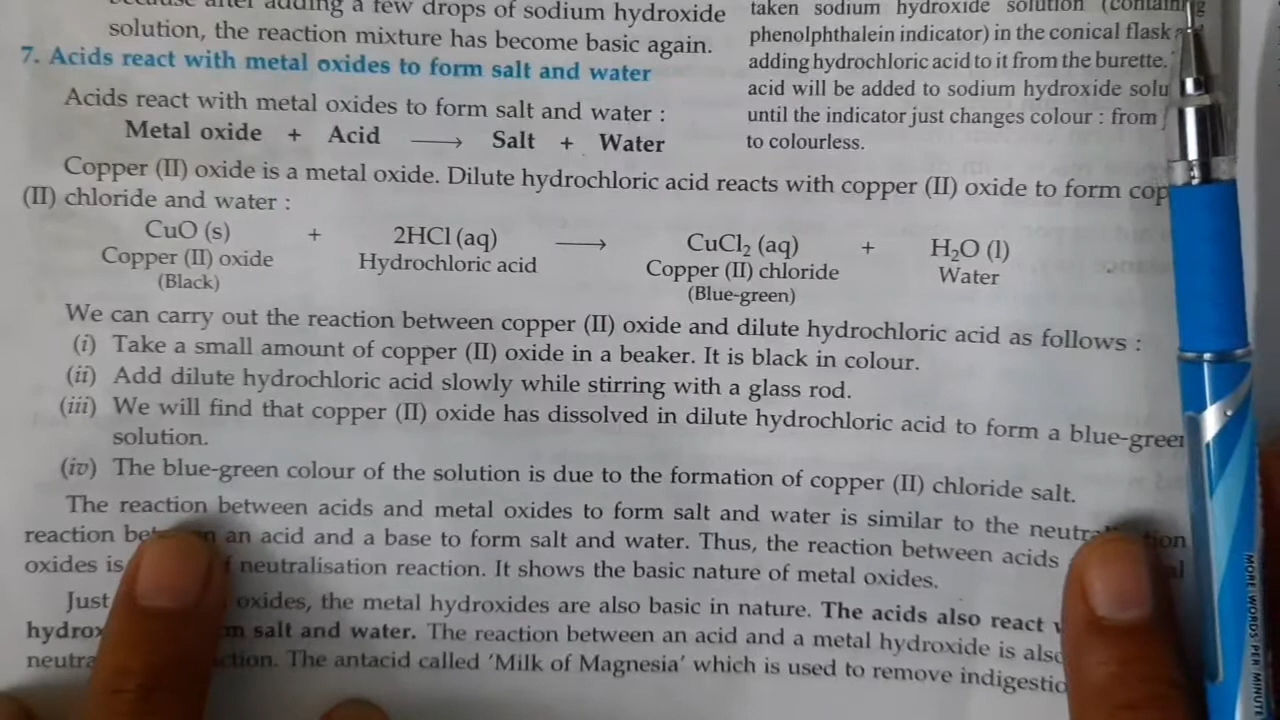 because after adding a few drops of sodium hydroxide
solution, the reaction mixture has become basic again.
taken sodium hydroxide solution (containing
phenolphthalein indicator) in the conical flask
adding hydrochloric acid to it from the burette.
acid will be added to sodium hydroxide solu
until the indicator just changes colour : from
to colourless.
7. Acids react with metal oxides to form salt and water
Acids react with metal oxides to form salt and water :
Metal oxide + Acid ⟶ Salt + Water
Copper (II) oxide is a metal oxide. Dilute hydrochloric acid reacts with copper (II) oxide to form cop
(II) chloride and water :
CuO (s) + 2HCl (aq) ⟶ CuCl₂ (aq) + H₂O (l)
Copper (II) oxide Hydrochloric acid Copper (II) chloride Water
(Black) (Blue-green)
We can carry out the reaction between copper (II) oxide and dilute hydrochloric acid as follows :
(i) Take a small amount of copper (II) oxide in a beaker. It is black in colour.
(ii) Add dilute hydrochloric acid slowly while stirring with a glass rod.
(iii) We will find that copper (II) oxide has dissolved in dilute hydrochloric acid to form a blue-green
solution.
(iv) The blue-green colour of the solution is due to the formation of copper (II) chloride salt.
The reaction between acids and metal oxides to form salt and water is similar to the neutralisation
reaction between an acid and a base to form salt and water. Thus, the reaction between acids
oxides is neutralisation reaction. It shows the basic nature of metal oxides.
Just oxides, the metal hydroxides are also basic in nature. The acids also react
hydrox salt and water. The reaction between an acid and a metal hydroxide is also
neutra The antacid called 'Milk of Magnesia' which is used to remove indigestio
MORE WORDS PER MINUTE